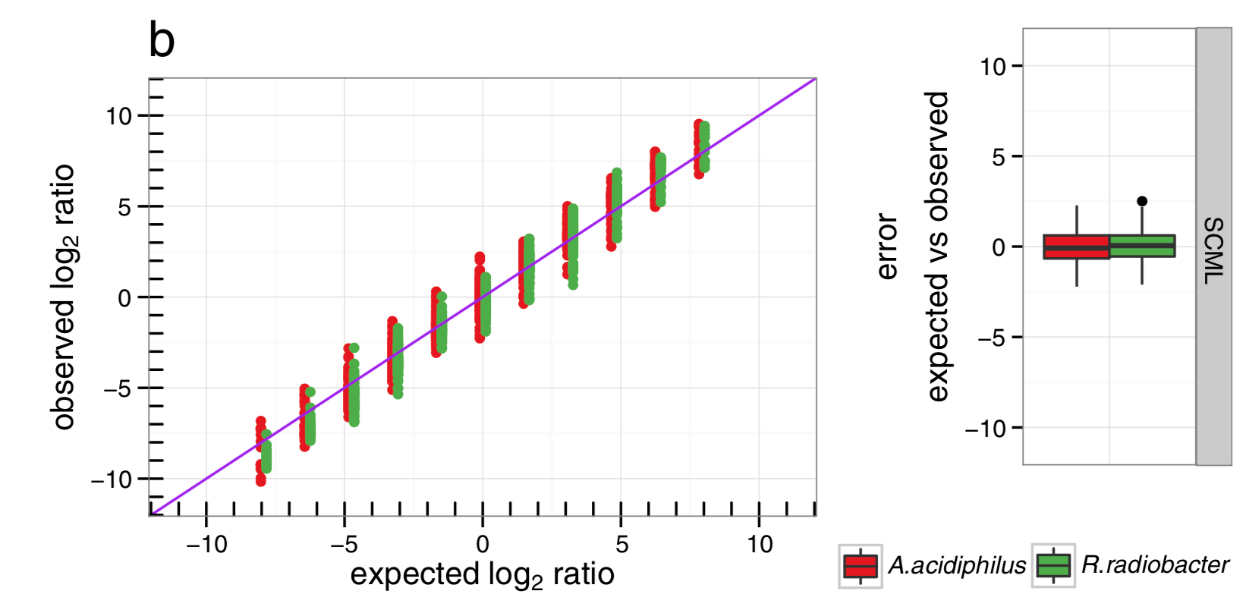 b
observed log2 ratio
10
5
0
−5
−10
−10
−5
0
5
10
expected log2 ratio
error
expected vs observed
10
5
0
−5
−10
SCML
A.acidiphilus
R.radiobacter